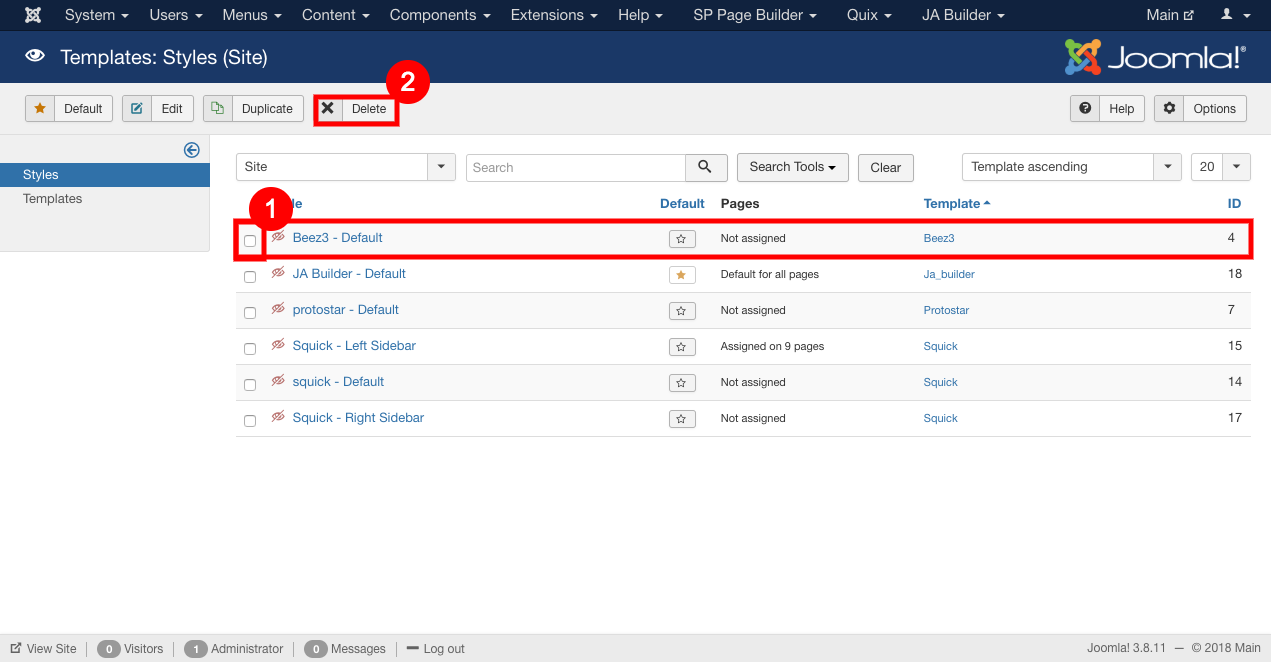 System Users Menus Content Components Extensions Help SP Page Builder Quix JA Builder Main
Templates: Styles (Site) Joomla!®
2
Default Edit Duplicate Delete Help Options
Styles
Templates
Site Search Search Tools Clear Template ascending 20
1
le Default Pages Template ID
Beez3 - Default Not assigned Beez3 4
JA Builder - Default Default for all pages Ja_builder 18
protostar - Default Not assigned Protostar 7
Squick - Left Sidebar Assigned on 9 pages Squick 15
squick - Default Not assigned Squick 14
Squick - Right Sidebar Not assigned Squick 17
View Site 0 Visitors 1 Administrator 0 Messages Log out Joomla! 3.8.11 — © 2018 Main